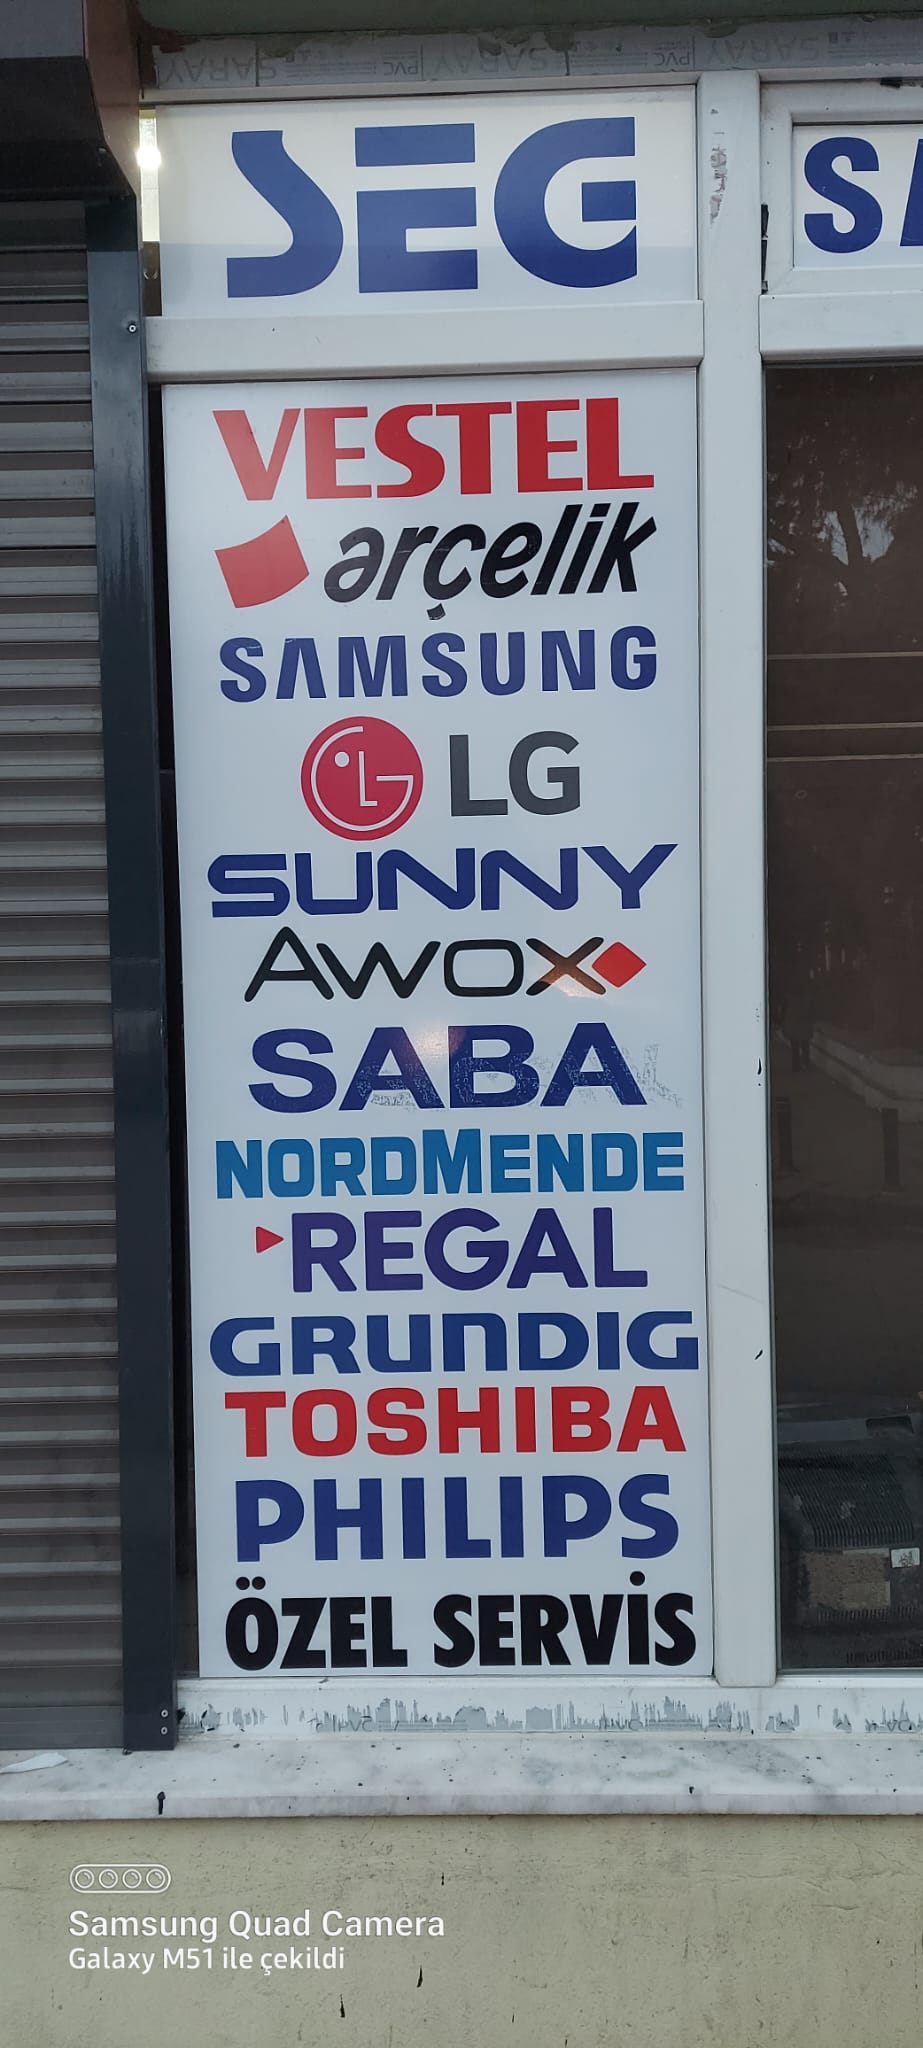 SEG
SA
VESTEL
arçelik
SAMSUNG
LG
SUNNY
AWOX
SABA
NORDMENDE
REGAL
GRUNDIG
TOSHIBA
PHILIPS
ÖZEL SERVİS
Samsung Quad Camera
Galaxy M51 ile çekildi